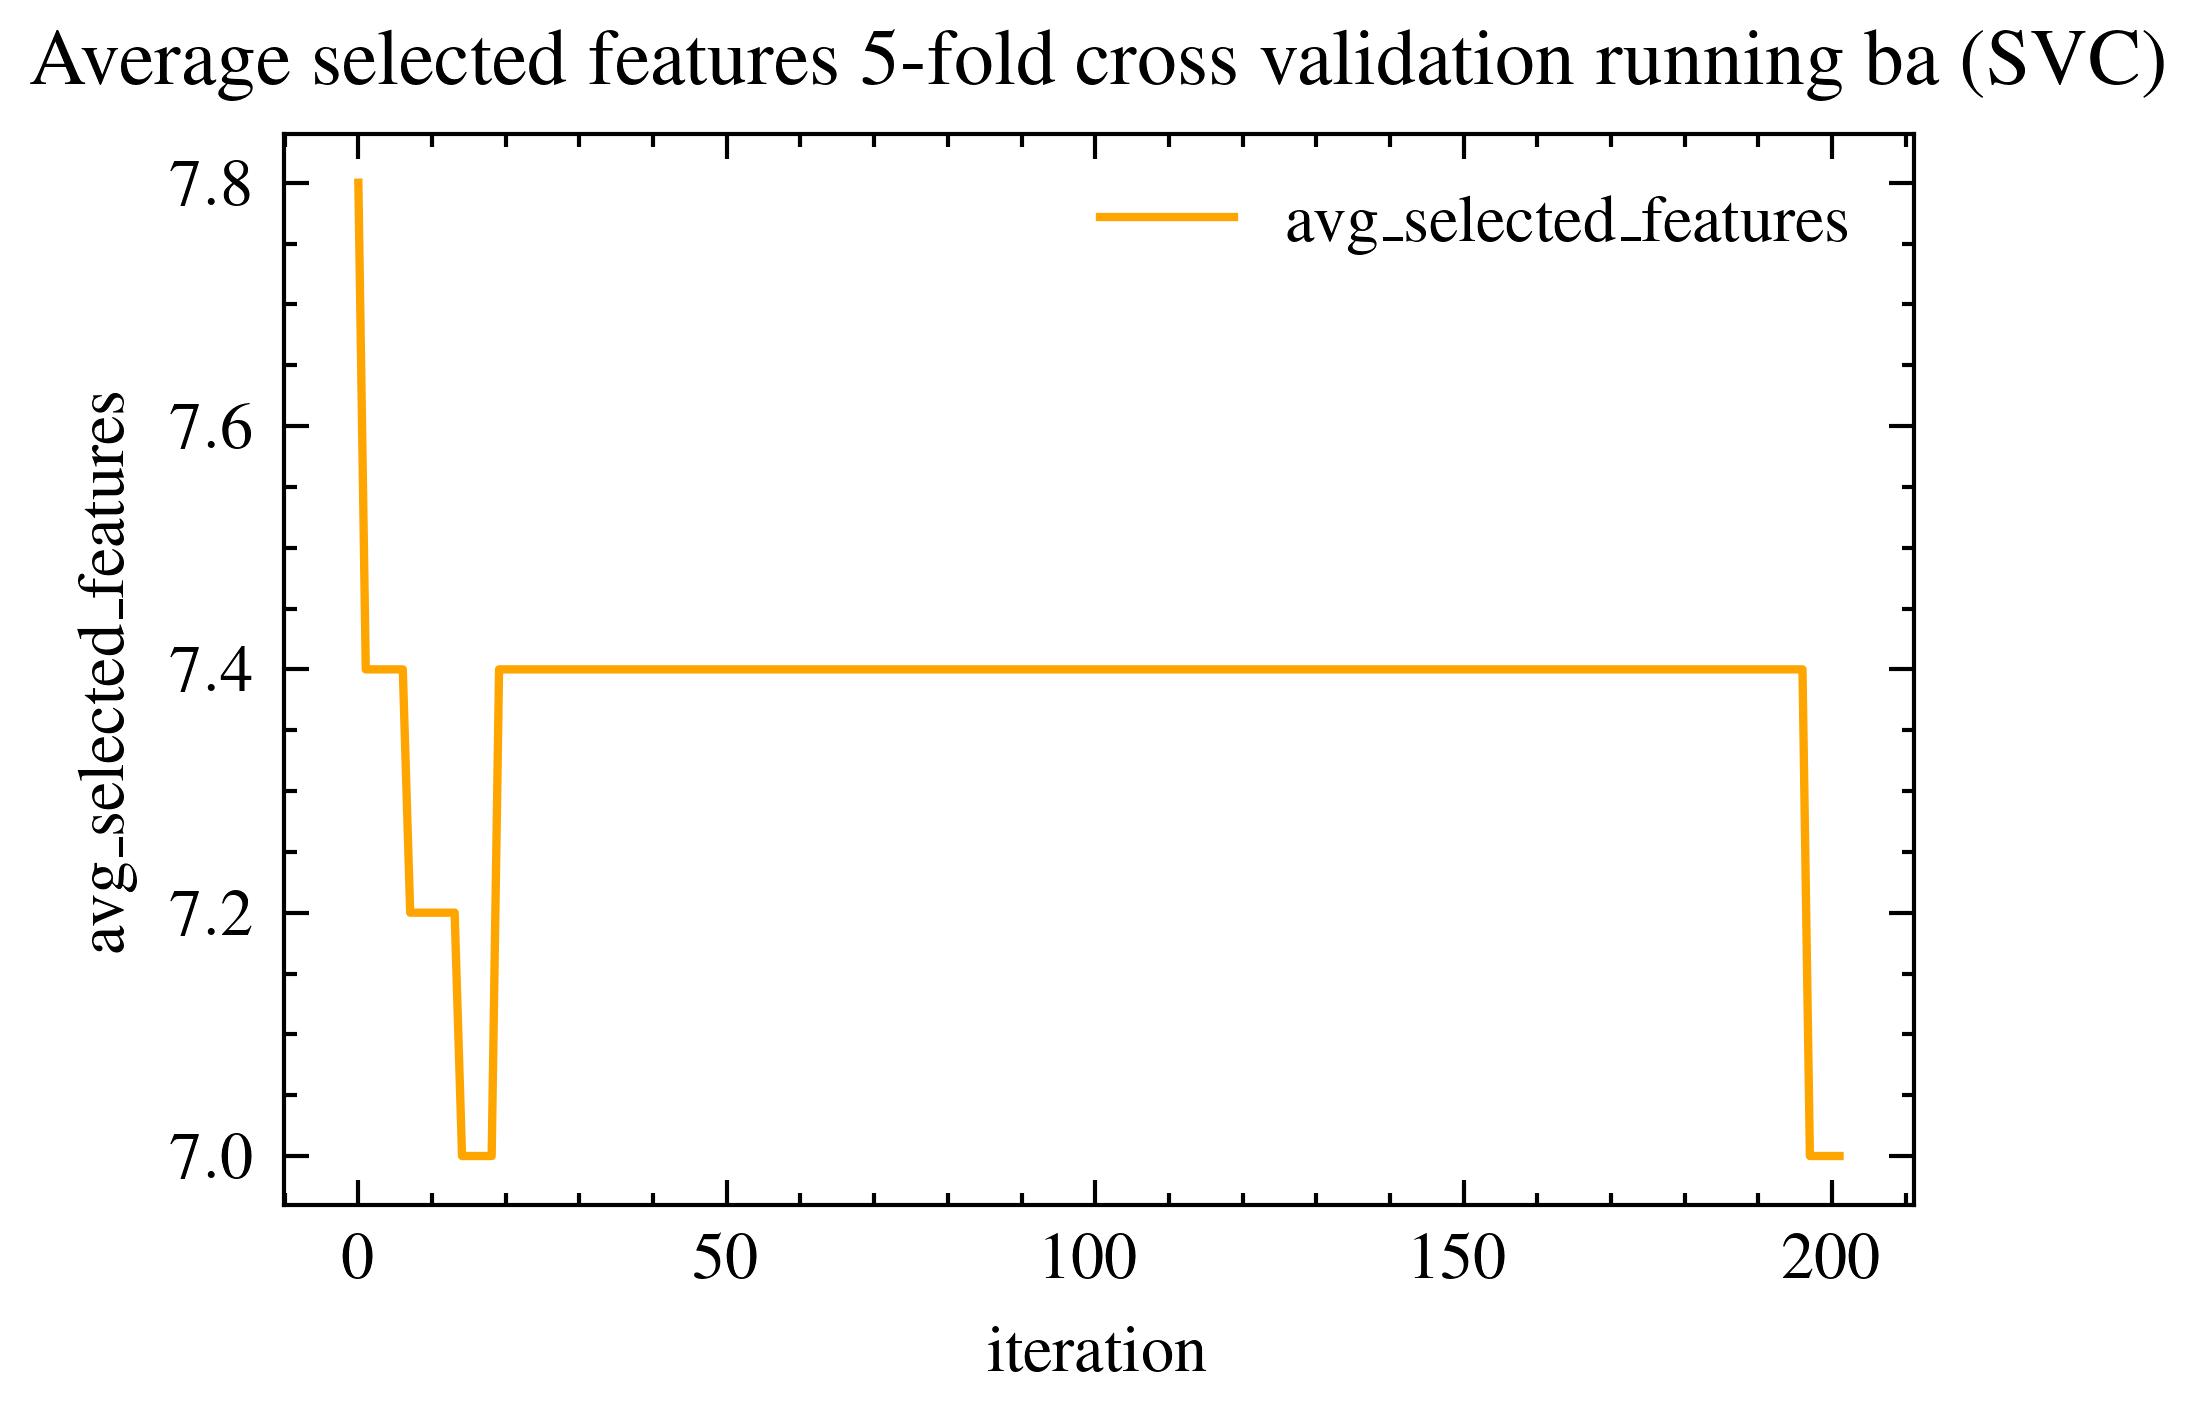 Average selected features 5-fold cross validation running ba (SVC)
avg_selected_features
avg_selected_features
7.8
7.6
7.4
7.2
7.0
0 50 100 150 200
iteration